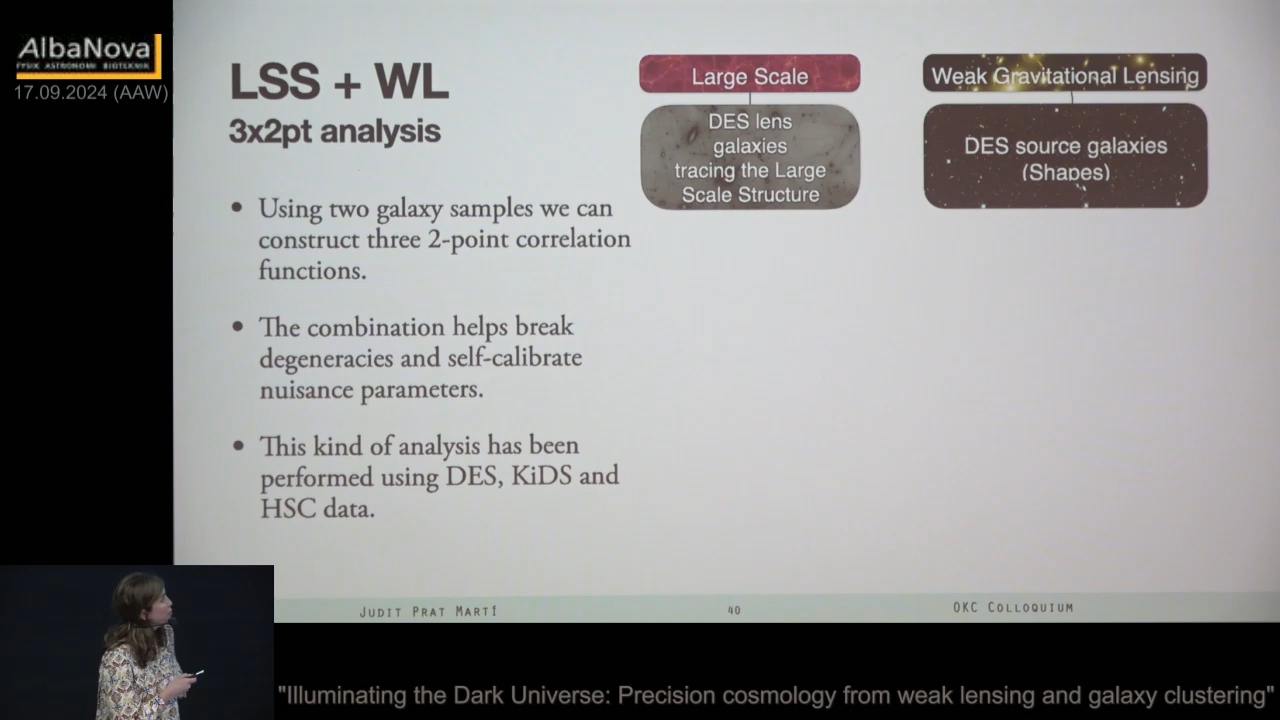 AlbaNova
FYSIK ASTRONOMI BIOTEKNIK
17.09.2024 (AAW)
LSS + WL
3x2pt analysis
• Using two galaxy samples we can
construct three 2-point correlation
functions.
• The combination helps break
degeneracies and self-calibrate
nuisance parameters.
• This kind of analysis has been
performed using DES, KiDS and
HSC data.
Large Scale
DES lens
galaxies
tracing the Large
Scale Structure
Weak Gravitational Lensing
DES source galaxies
(Shapes)
Judit Prat Martí
40
OKC Colloquium
"Illuminating the Dark Universe: Precision cosmology from weak lensing and galaxy clustering"